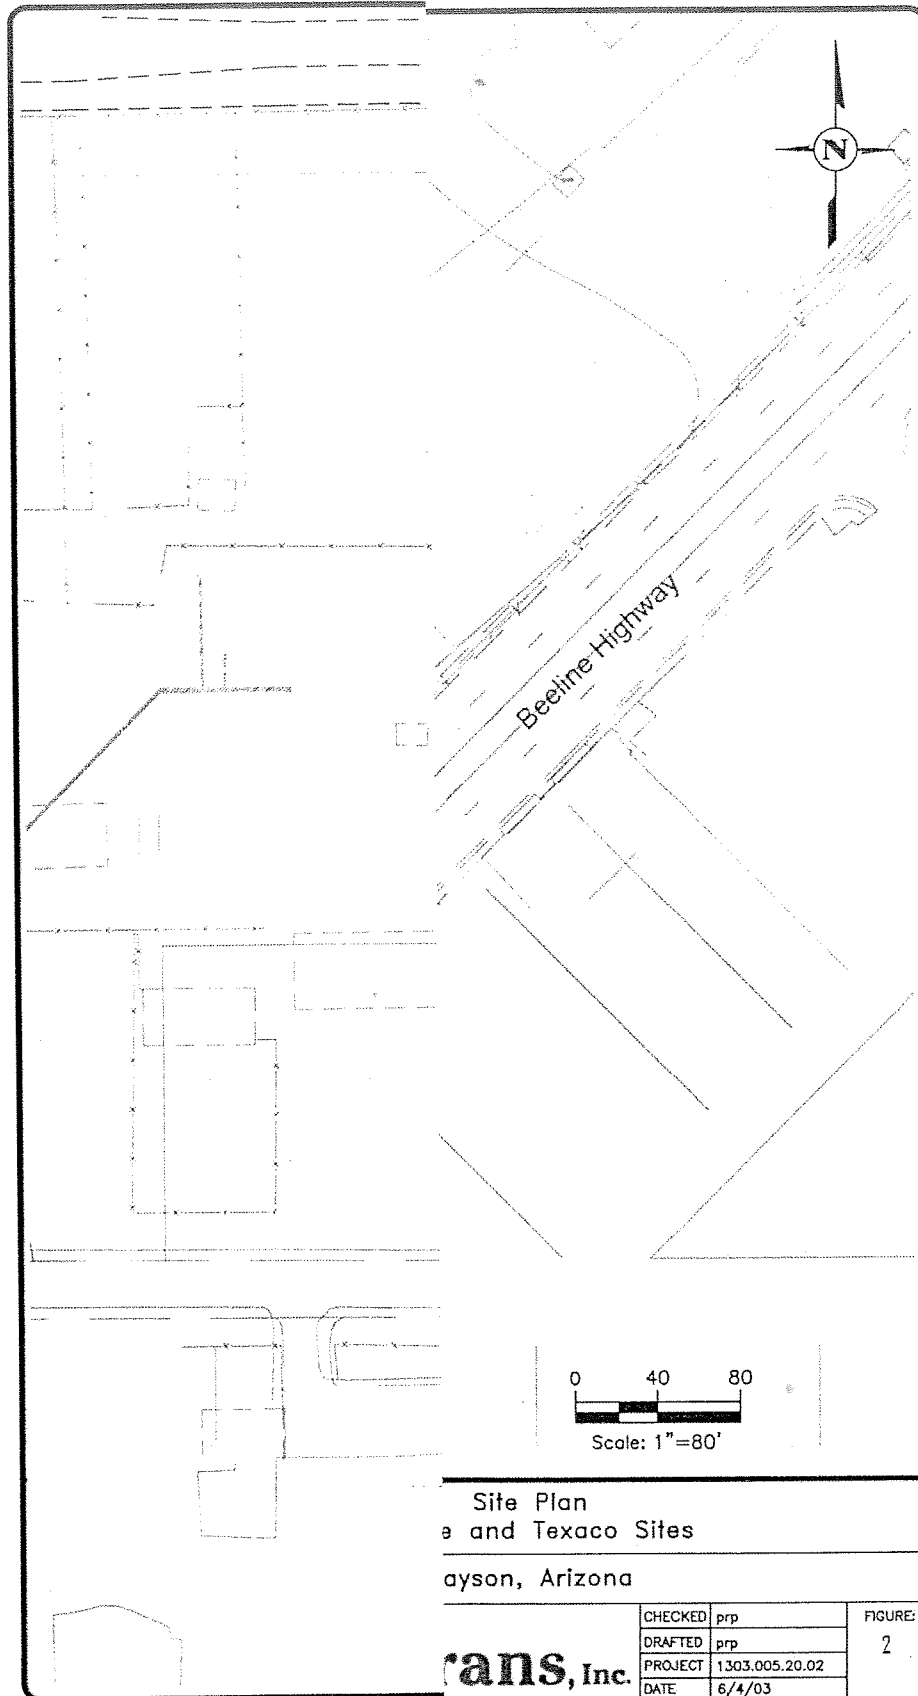 N
Beeline Highway
0 40 80
Scale: 1"=80'
Site Plan
e and Texaco Sites
ayson, Arizona
rans, Inc.
CHECKED prp
DRAFTED prp
PROJECT 1303.005.20.02
DATE 6/4/03
FIGURE:
2